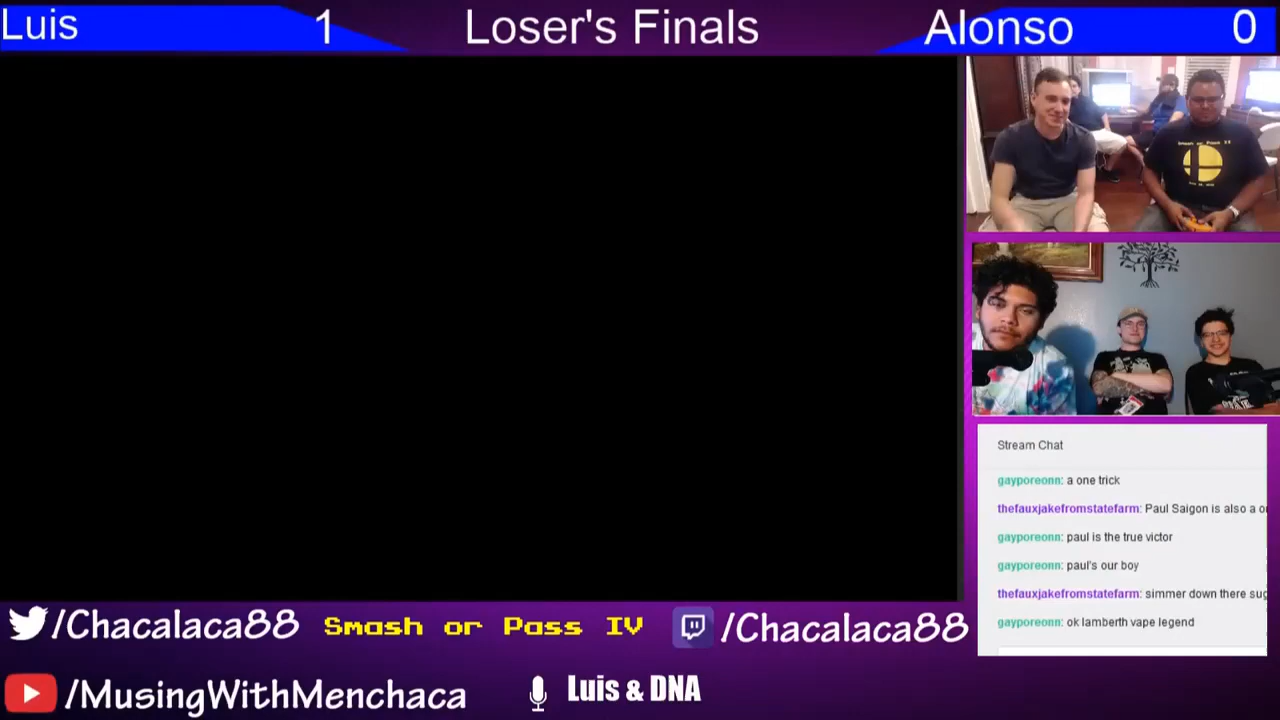 Luis 1 Loser's Finals Alonso 0
Stream Chat
gayporeonn: a one trick
thefauxjakefromstatefarm: Paul Saigon is also a
gayporeonn: paul is the true victor
gayporeonn: paul's our boy
thefauxjakefromstatefarm: simmer down there
gayporeonn: ok lamberth vape legend
/Chacalaca88 Smash or Pass IV /Chacalaca88
/MusingWithMenchaca Luis & DNA